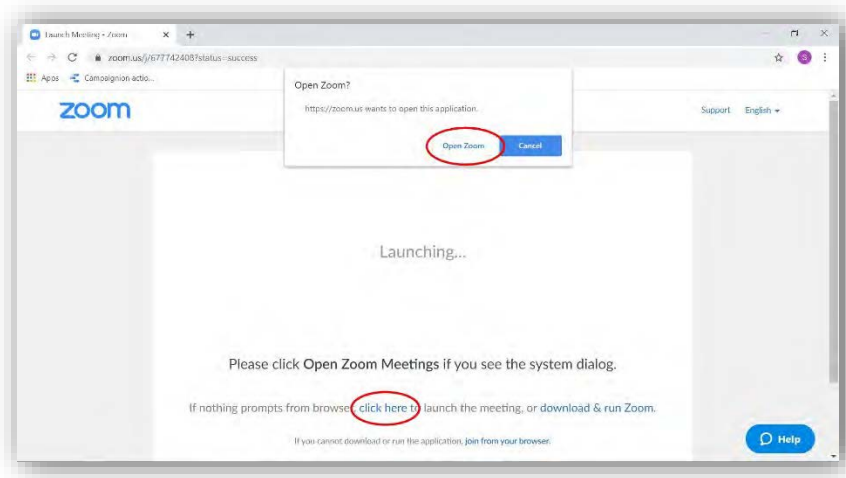 Launch Meeting - Zoom
zoom.us/j/677742408?status=success
Apps Campaignion actio...
Open Zoom?
https://zoom.us wants to open this application.
Open Zoom Cancel
zoom Support English
Launching...
Please click Open Zoom Meetings if you see the system dialog.
If nothing prompts from browser, click here to launch the meeting, or download & run Zoom.
If you cannot download or run the application, join from your browser.
Help